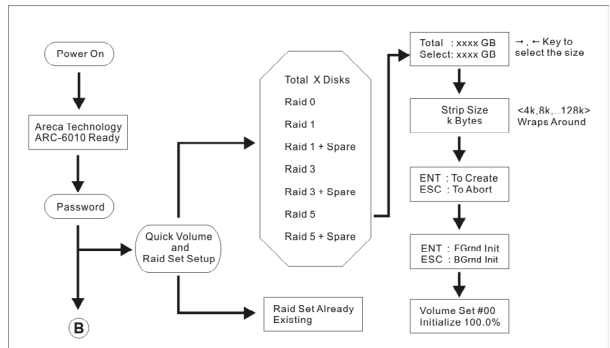 Power On
Areca Technology
ARC-6010 Ready
Password
B
Quick Volume
and
Raid Set Setup
Total X Disks
Raid 0
Raid 1
Raid 1 + Spare
Raid 3
Raid 3 + Spare
Raid 5
Raid 5 + Spare
Raid Set Already
Existing
Total : xxxx GB
Select: xxxx GB
→ , ← Key to
select the size
Strip Size
k Bytes
<4k,8k,..128k>
Wraps Around
ENT : To Create
ESC : To Abort
ENT : FGrnd Init
ESC : BGrnd Init
Volume Set #00
Initialize 100.0%